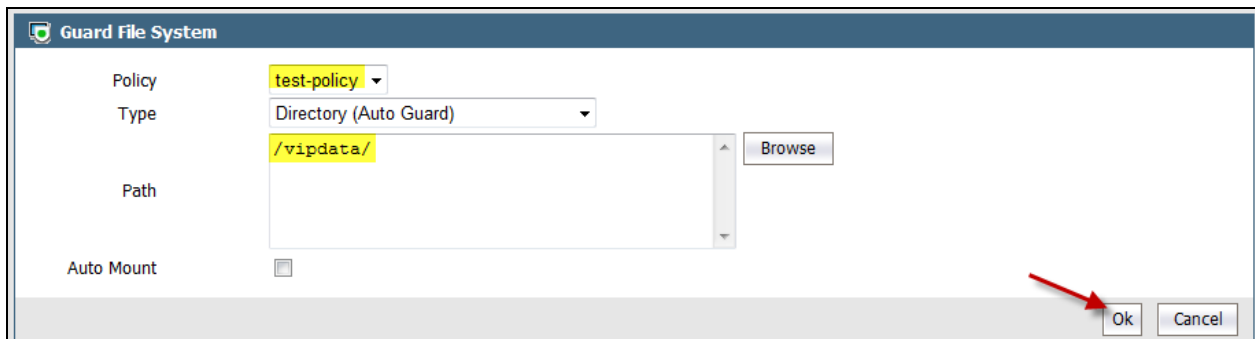 Guard File System
Policy test-policy
Type Directory (Auto Guard)
/vipdata/ Browse
Path
Auto Mount
Ok Cancel